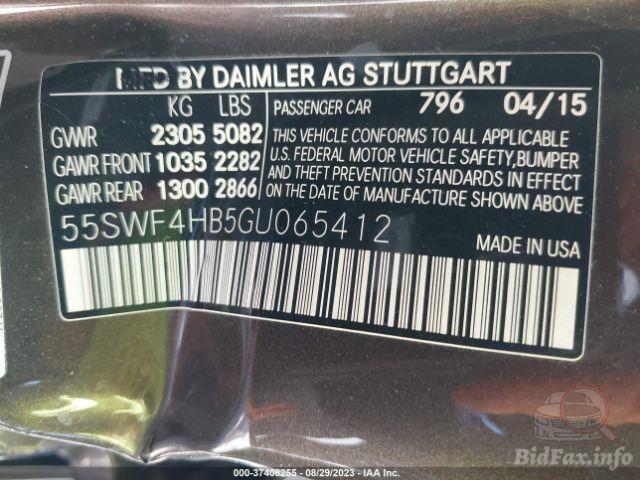 MFD BY DAIMLER AG STUTTGART
KG LBS
GVWR 2305 5082
GAWR FRONT 1035 2282
GAWR REAR 1300 2866
PASSENGER CAR 796 04/15
THIS VEHICLE CONFORMS TO ALL APPLICABLE
U.S. FEDERAL MOTOR VEHICLE SAFETY,BUMPER
AND THEFT PREVENTION STANDARDS IN EFFECT
ON THE DATE OF MANUFACTURE SHOWN ABOVE
55SWF4HB5GU065412
MADE IN USA
BidFax.info
000-37408255 - 08/29/2023 - IAA Inc.